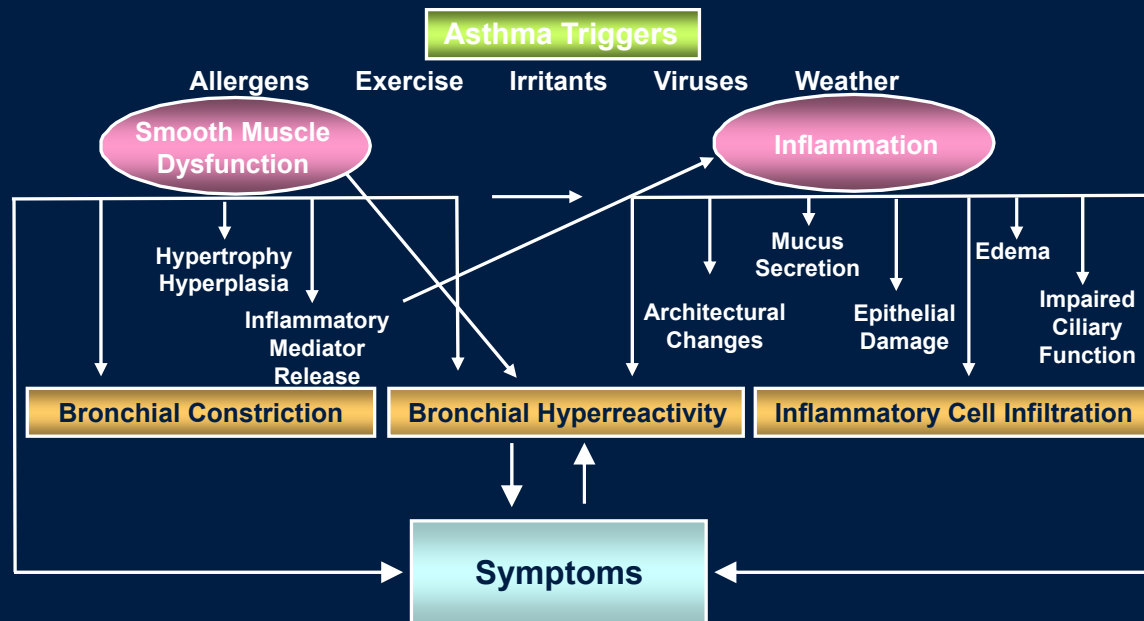 Asthma Triggers
Allergens Exercise Irritants Viruses Weather
Smooth Muscle
Dysfunction
Inflammation
Hypertrophy
Hyperplasia
Inflammatory
Mediator
Release
Architectural
Changes
Mucus
Secretion
Epithelial
Damage
Edema
Impaired
Ciliary
Function
Bronchial Constriction
Bronchial Hyperreactivity
Inflammatory Cell Infiltration
Symptoms